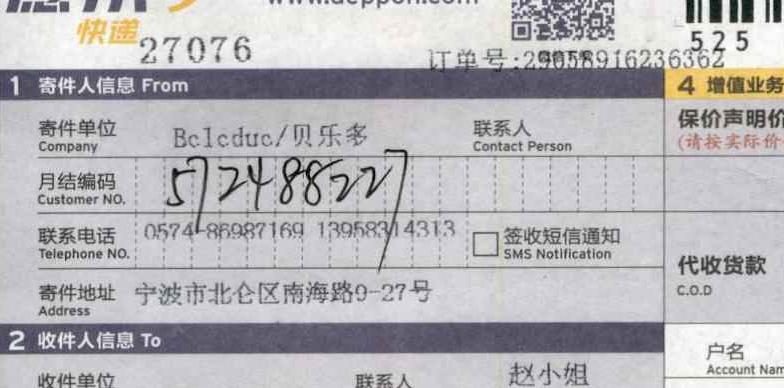 快递
www.deppon.com
27076
525
订单号:29058916236362
1 寄件人信息 From
4 增值业务
寄件单位 Bcleduc/贝乐多 联系人
Company Contact Person
保价声明价
(请按实际价
月结编码 572488227
Customer NO.
联系电话 0574-86987169 13958314313 签收短信通知
Telephone NO. SMS Notification
代收货款
C.O.D
寄件地址 宁波市北仑区南海路9-27号
Address
2 收件人信息 To
户名
Account Nam
收件单位 联系人 赵小姐